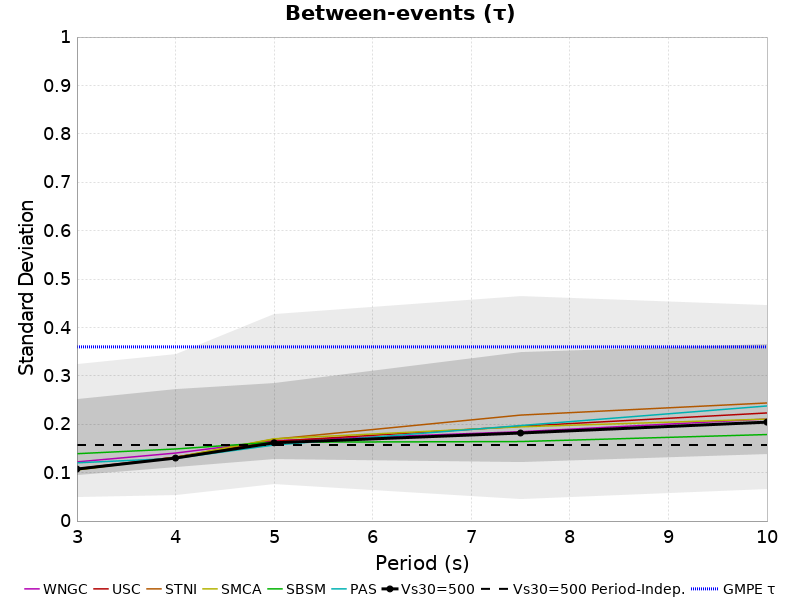 Between-events (τ)
Standard Deviation
1
0.9
0.8
0.7
0.6
0.5
0.4
0.3
0.2
0.1
0
3 4 5 6 7 8 9 10
Period (s)
WNGC USC STNI SMCA SBSM PAS Vs30=500 Vs30=500 Period-Indep. GMPE τ